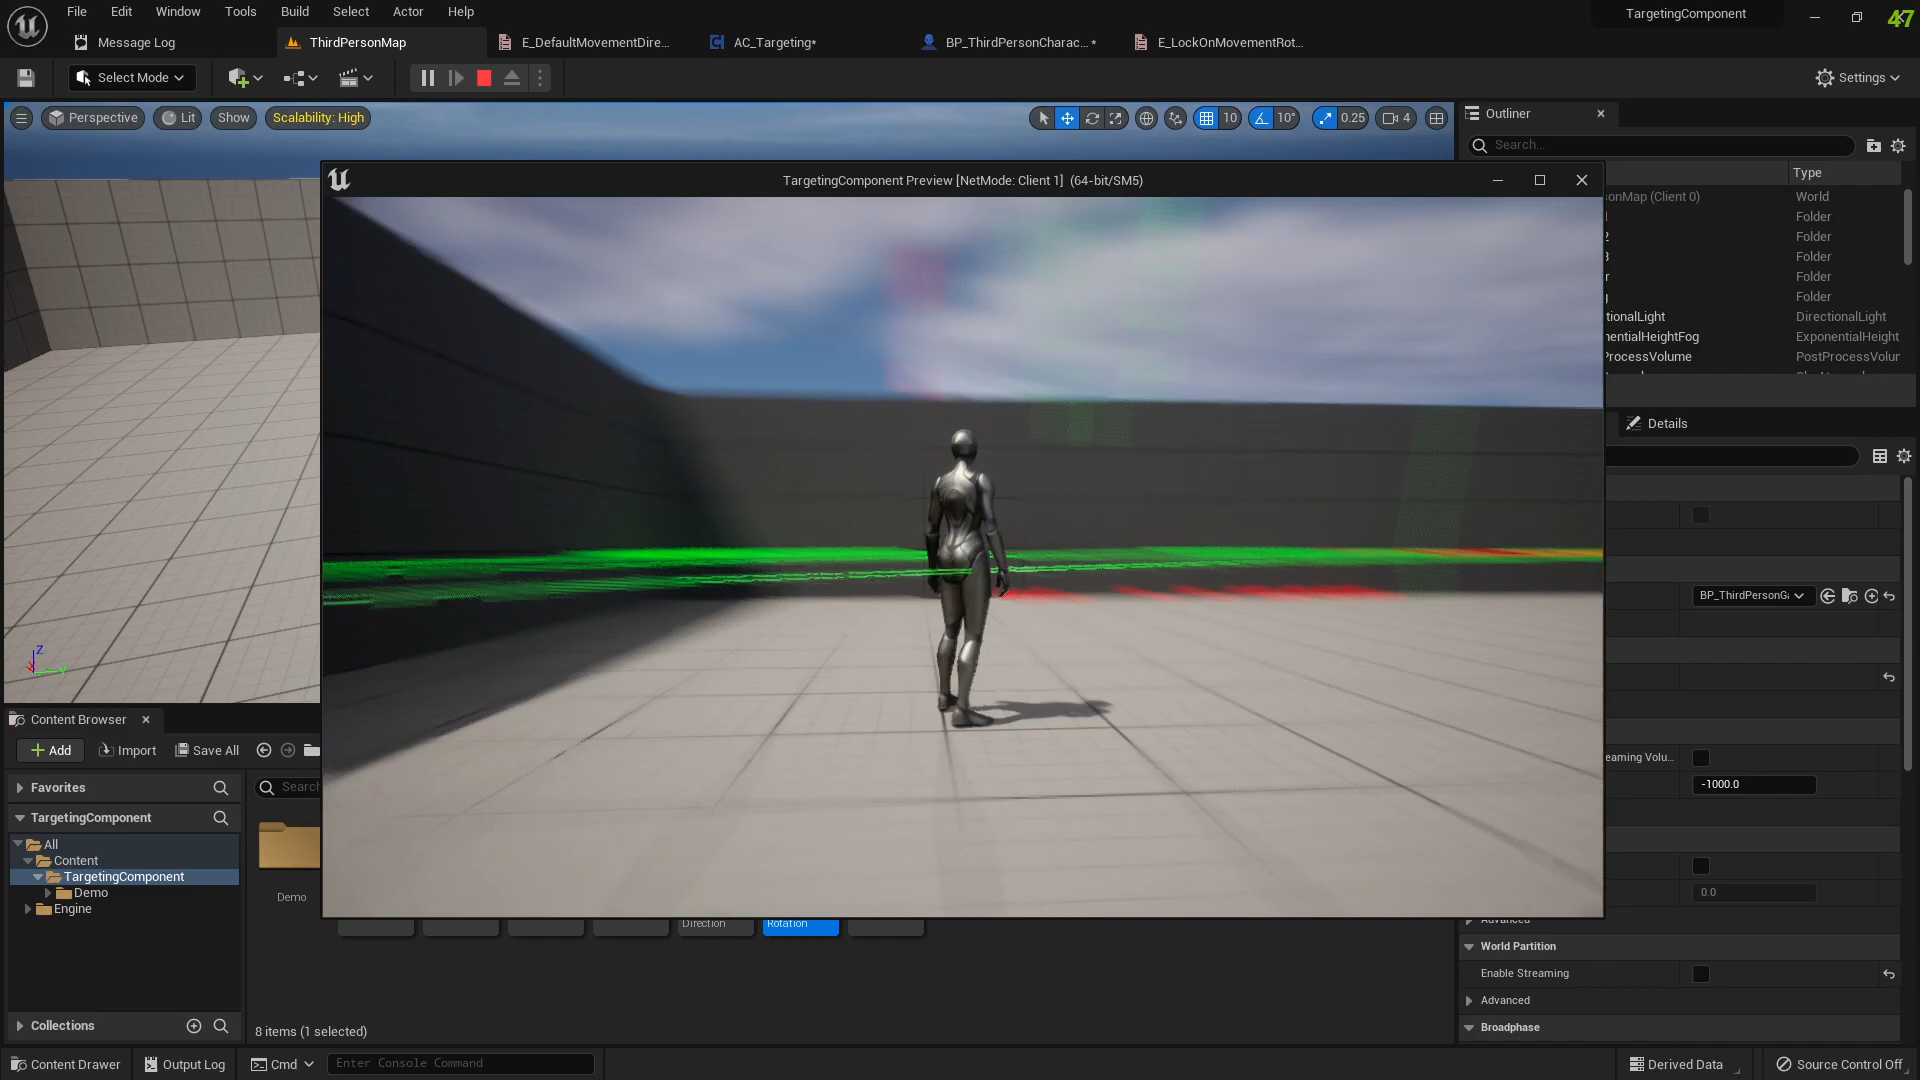 File Edit Window Tools Build Select Actor Help
TargetingComponent
47
Message Log
ThirdPersonMap
E_DefaultMovementDire...
AC_Targeting*
BP_ThirdPersonCharac... *
E_LockOnMovementRot...
Select Mode
Settings
Perspective Lit Show Scalability: High
10 10° 0.25 4
Outliner
Search...
TargetingComponent Preview [NetMode: Client 1] (64-bit/SM5)
Type
onMap (Client 0) World
Folder
2 Folder
3 Folder
r Folder
Folder
tionalLight DirectionalLight
nentialHeightFog ExponentialHeight
ProcessVolume PostProcessVolur
Details
BP_ThirdPersonGa
Z
X Y
eaming Volu...
-1000.0
0.0
Content Browser
Add Import Save All
Favorites
Search
TargetingComponent
All
Content
TargetingComponent
Demo
Engine
Demo
Direction
Rotation
Advanced
World Partition
Enable Streaming
Advanced
Broadphase
Collections
8 items (1 selected)
Content Drawer Output Log Cmd Enter Console Command
Derived Data Source Control Off